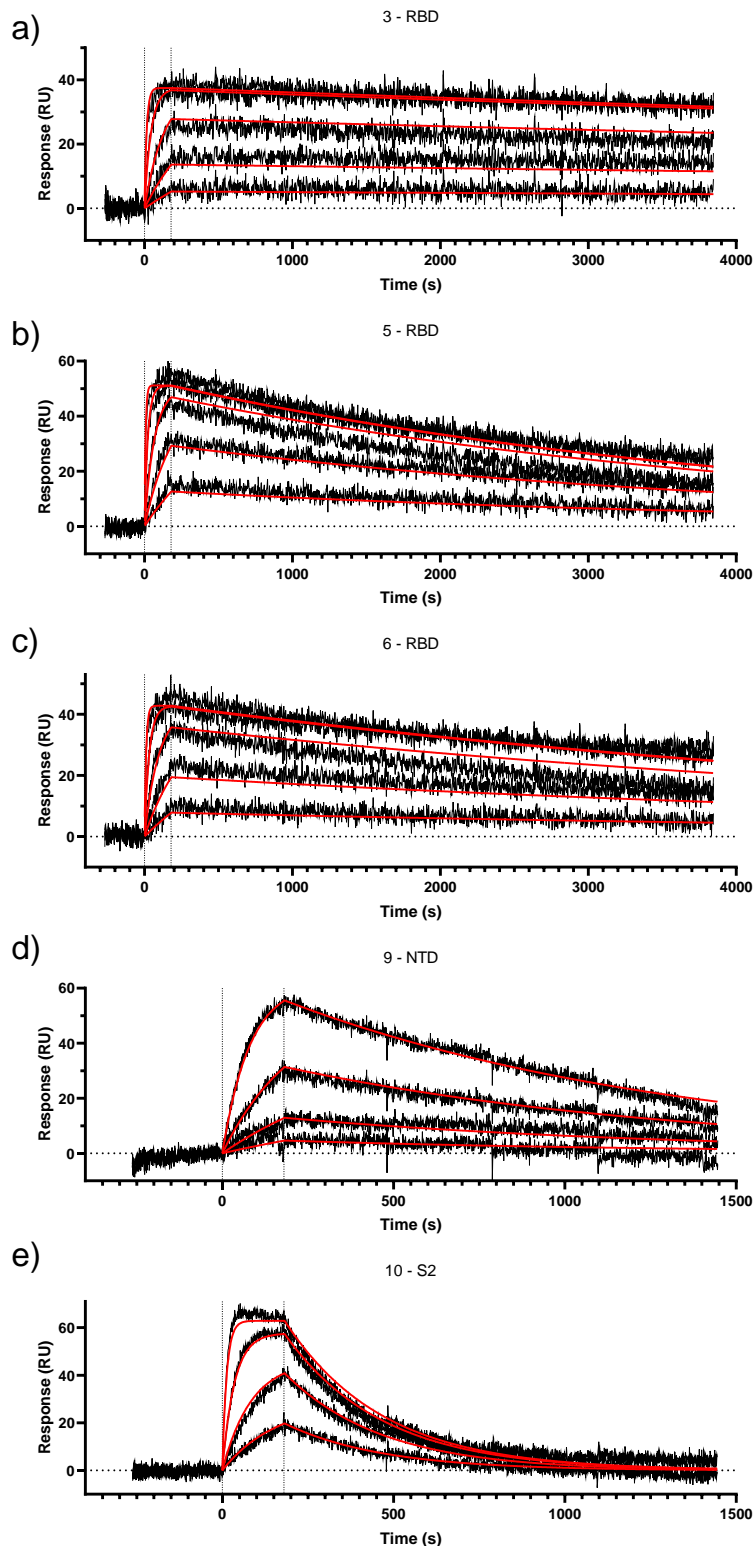 a)
3 - RBD
Response (RU)
40
20
0
0 1000 2000 3000 4000
Time (s)
b)
5 - RBD
Response (RU)
60
40
20
0
0 1000 2000 3000 4000
Time (s)
c)
6 - RBD
Response (RU)
40
20
0
0 1000 2000 3000 4000
Time (s)
d)
9 - NTD
Response (RU)
60
40
20
0
0 500 1000 1500
Time (s)
e)
10 - S2
Response (RU)
60
40
20
0
0 500 1000 1500
Time (s)